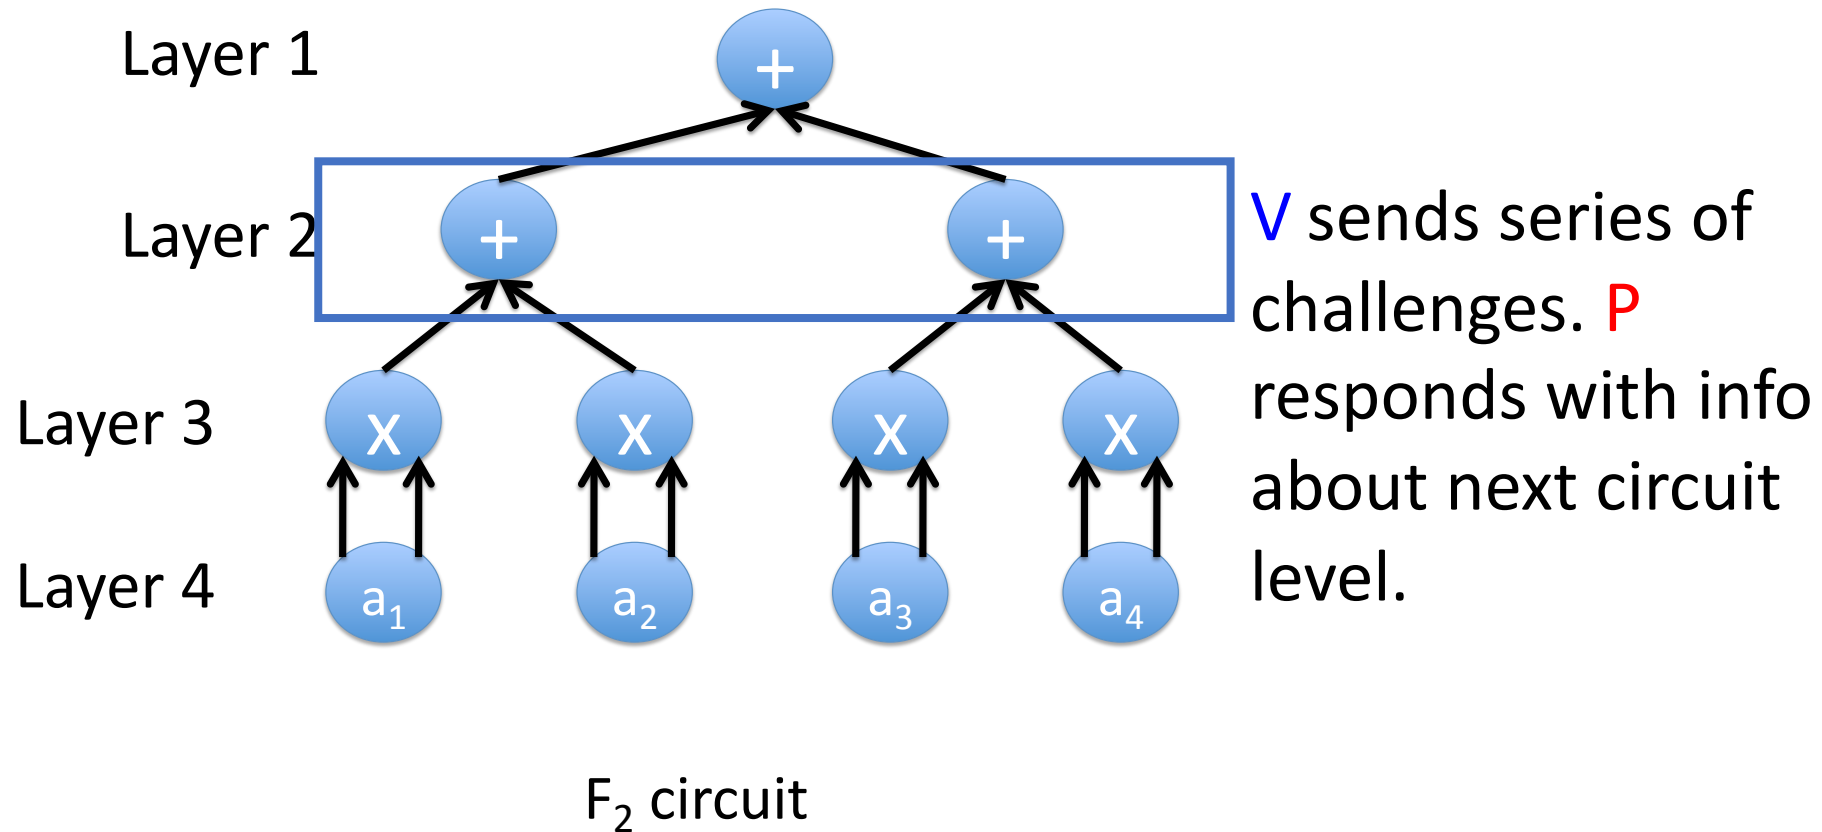 Layer 1
+
Layer 2
+ +
V sends series of
challenges. P
responds with info
about next circuit
level.
Layer 3
x x x x
Layer 4
a₁ a₂ a₃ a₄
F₂ circuit